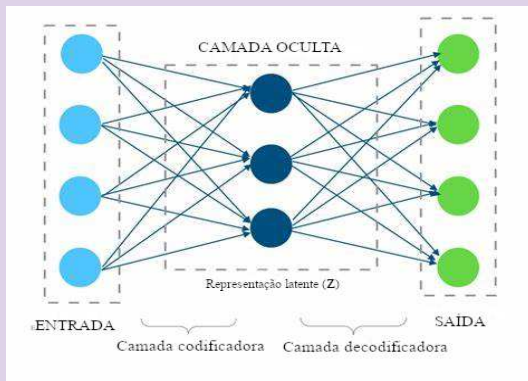 CAMADA OCULTA
Representação latente (Z)
ENTRADA
SAÍDA
Camada codificadora
Camada decodificadora